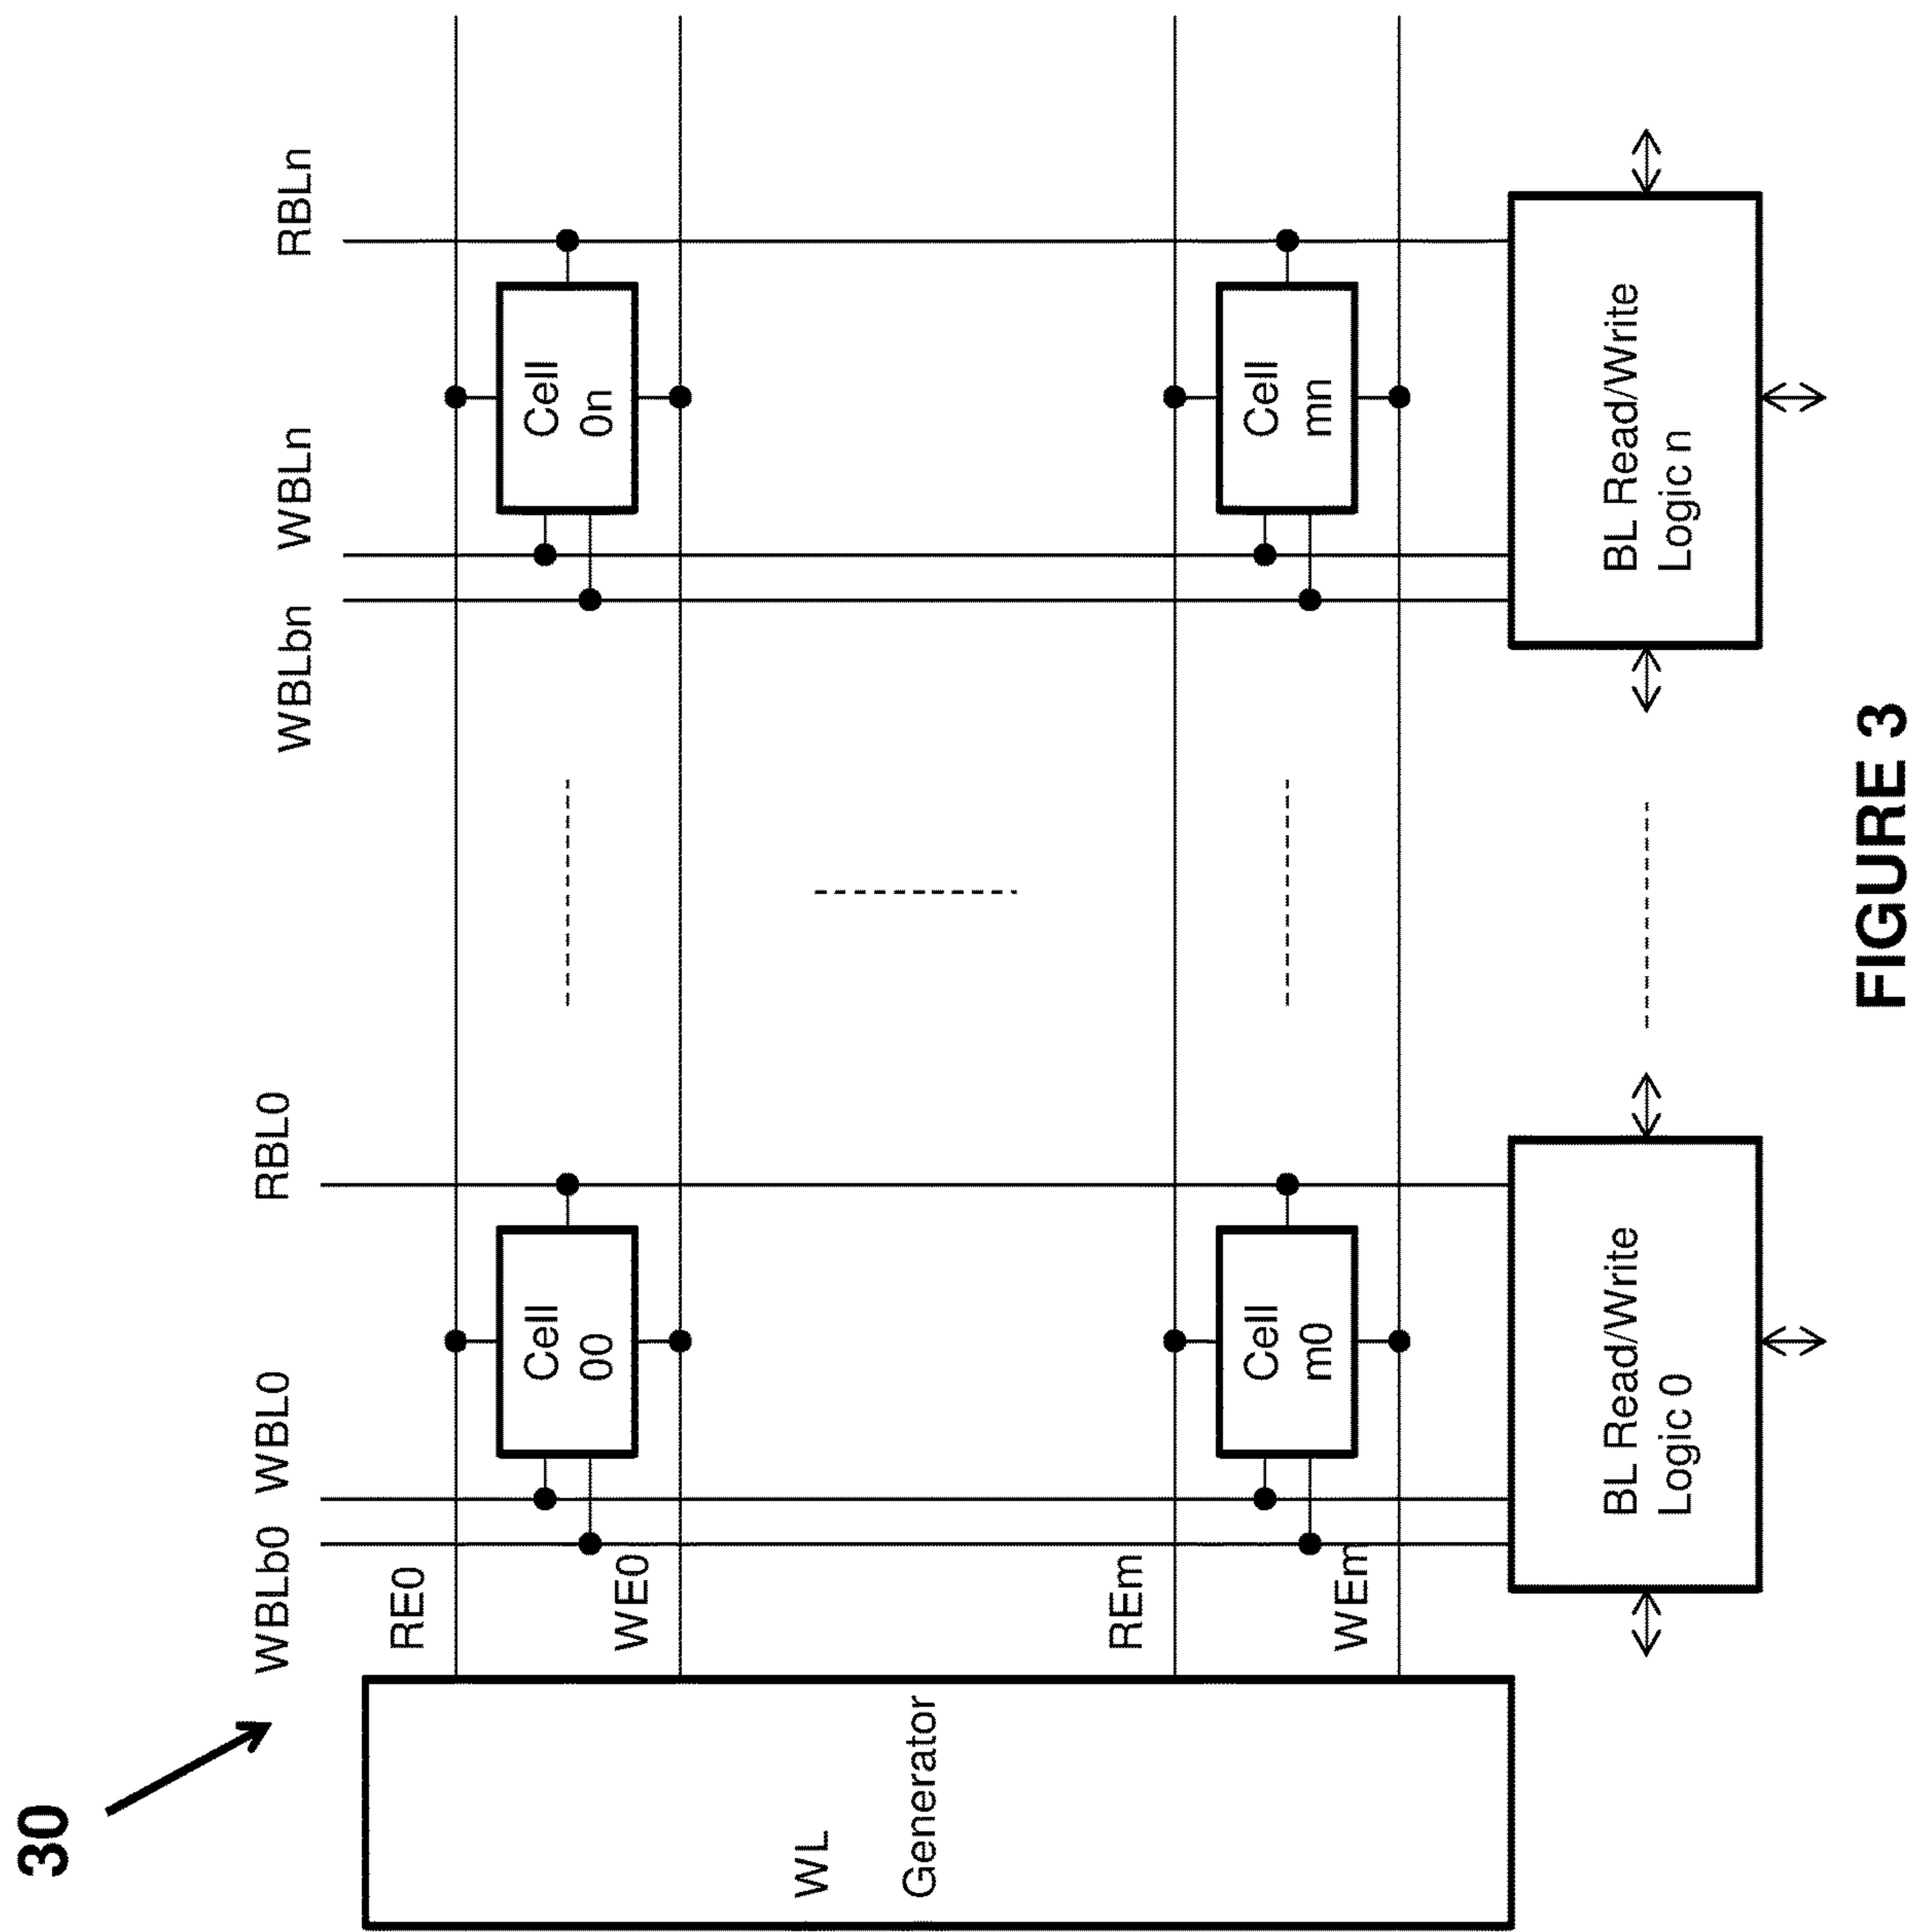 30
WBLb0
WBL0
RBL0
WBLbn
WBLn
RBLn
RE0
Cell
00
Cell
0n
WE0
WL
Generator
REm
Cell
m0
Cell
mn
WEm
BL Read/Write
Logic 0
BL Read/Write
Logic n
FIGURE 3